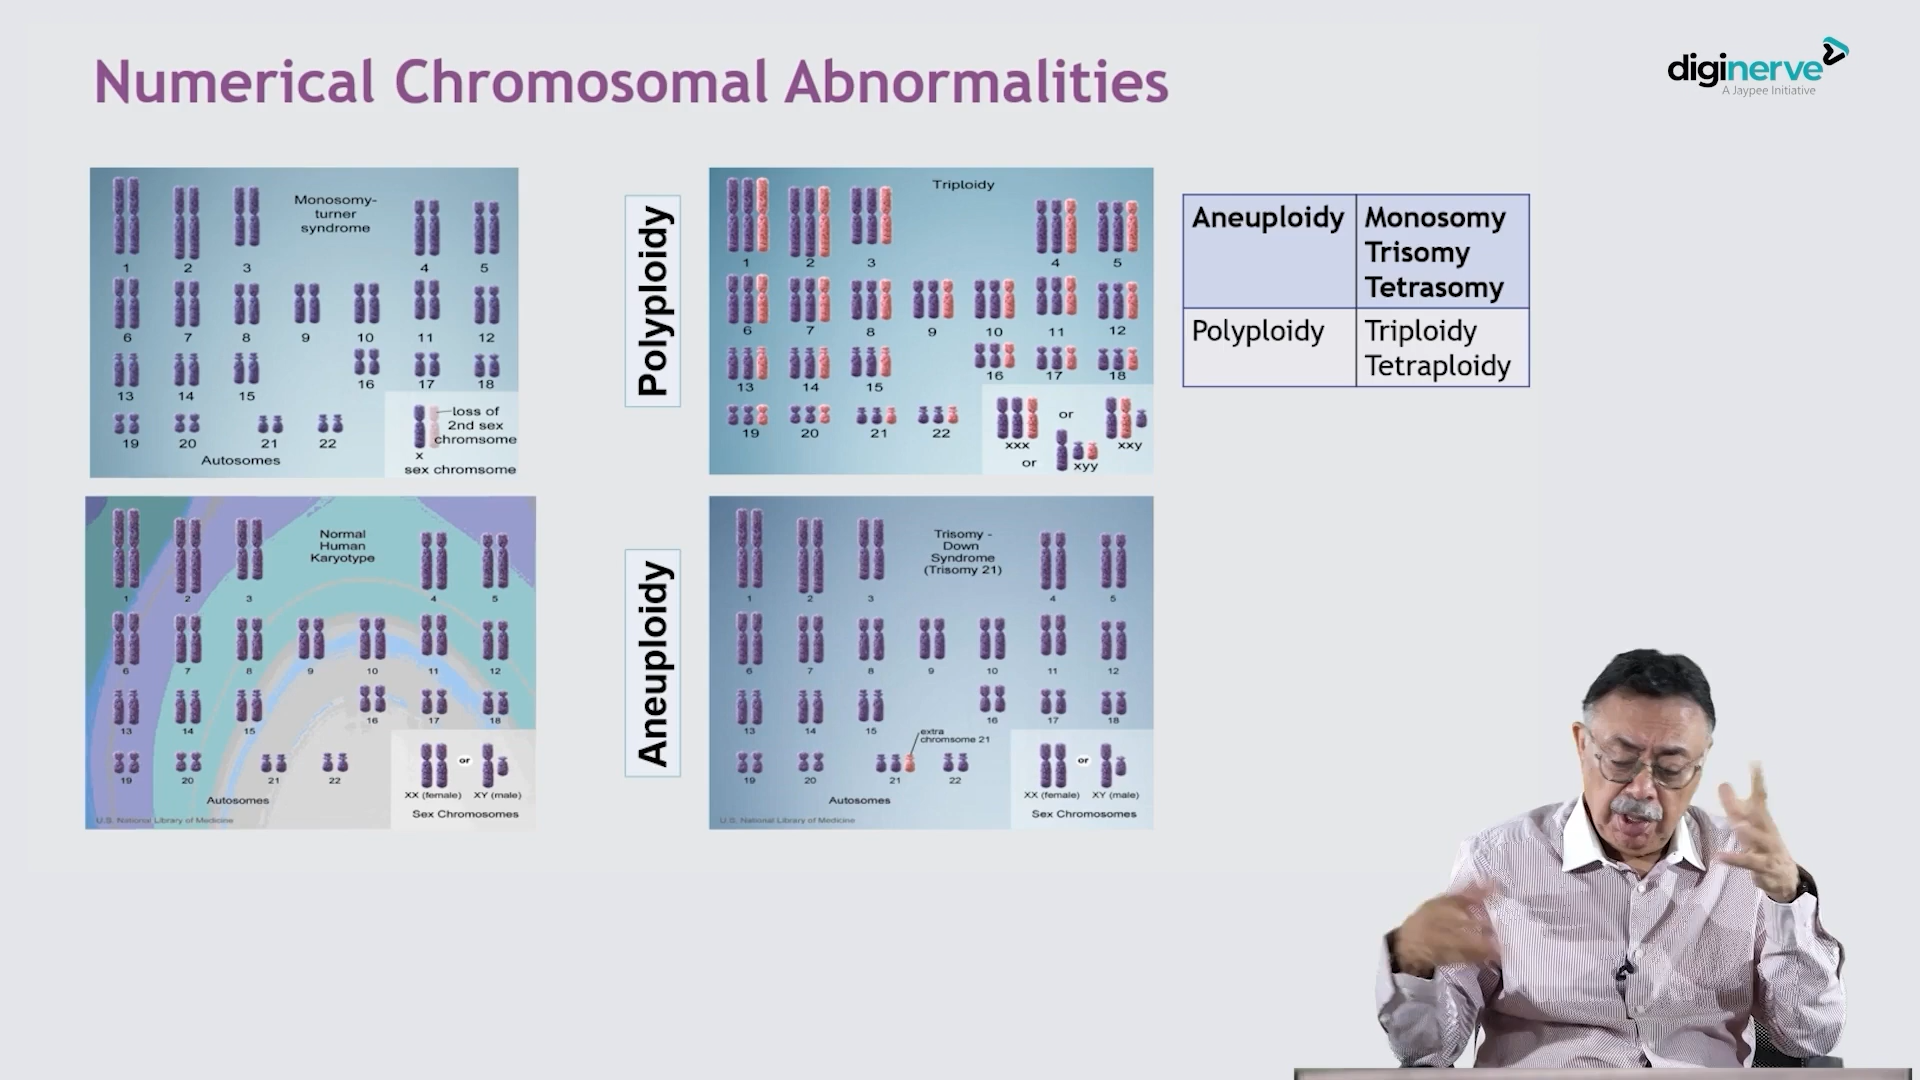 Numerical Chromosomal Abnormalities
diginerve
A Jaypee Initiative
Monosomy-
turner
syndrome
1 2 3 4 5
6 7 8 9 10 11 12
13 14 15 16 17 18
19 20 21 22
Autosomes
loss of
2nd sex
chromsome
x
sex chromsome
Polyploidy
Triploidy
1 2 3 4 5
6 7 8 9 10 11 12
13 14 15 16 17 18
19 20 21 22
xxx
or
xxy
or
xyy
Aneuploidy Monosomy
Trisomy
Tetrasomy
Polyploidy Triploidy
Tetraploidy
Normal
Human
Karyotype
1 2 3 4 5
6 7 8 9 10 11 12
13 14 15 16 17 18
19 20 21 22
Autosomes
U.S. National Library of Medicine
or
XX (female) XY (male)
Sex Chromosomes
Aneuploidy
Trisomy -
Down
Syndrome
(Trisomy 21)
1 2 3 4 5
6 7 8 9 10 11 12
13 14 15 16 17 18
extra
chromsome 21
19 20 21 22
Autosomes
U.S. National Library of Medicine
or
XX (female) XY (male)
Sex Chromosomes